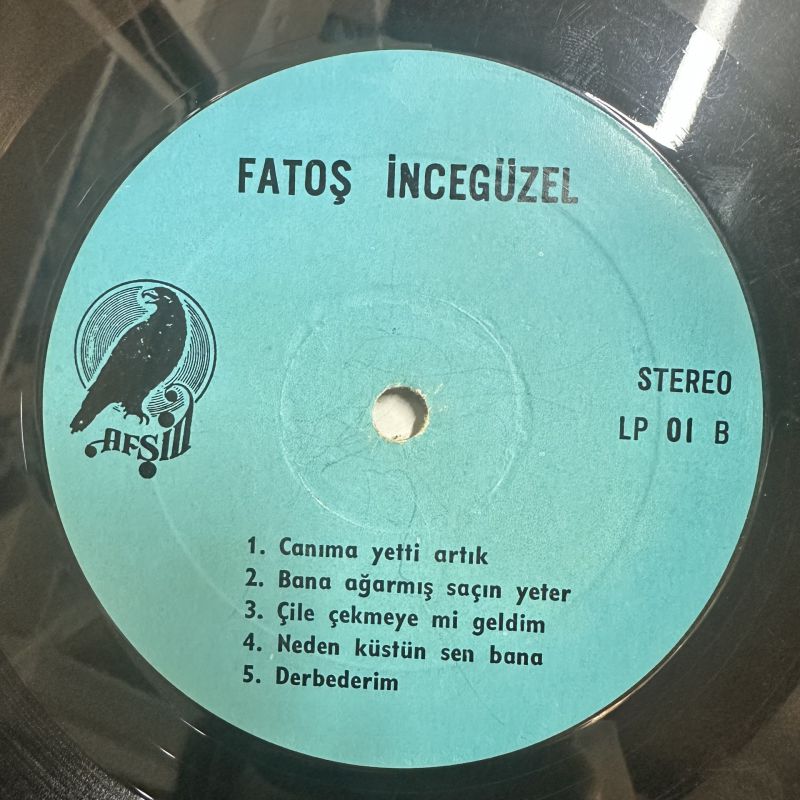 FATOŞ İNCEGÜZEL
AFŞİN
STEREO
LP 01 B
1. Canıma yetti artık
2. Bana ağarmış saçın yeter
3. Çile çekmeye mi geldim
4. Neden küstün sen bana
5. Derbederim